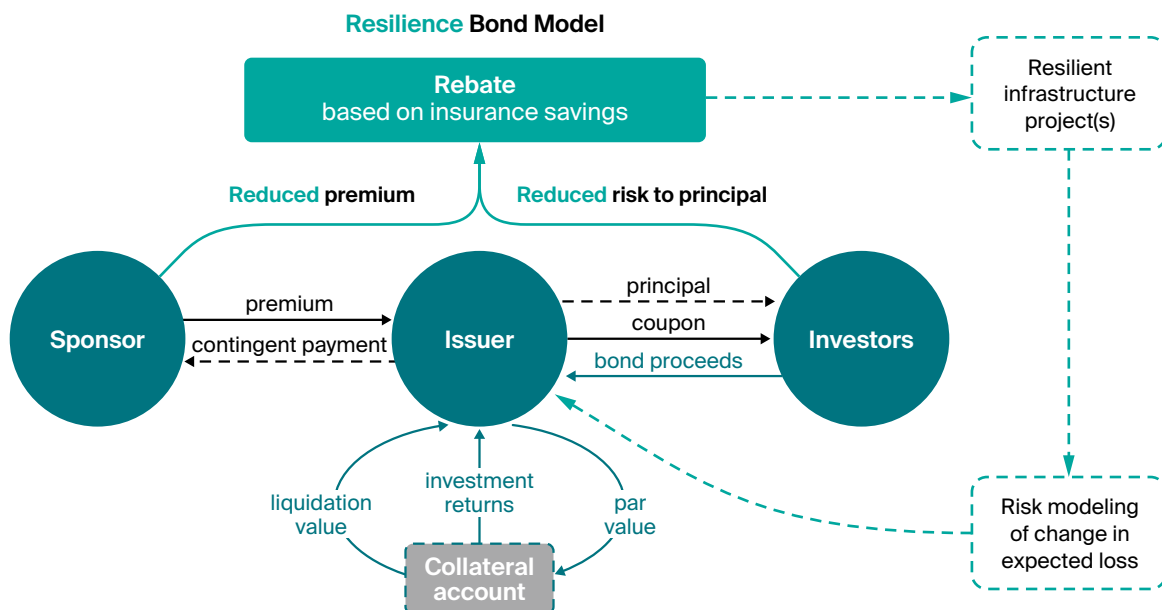 Resilience Bond Model
Rebate
based on insurance savings
Resilient
infrastructure
project(s)
Reduced premium
Reduced risk to principal
Sponsor
premium
contingent payment
Issuer
principal
coupon
bond proceeds
Investors
liquidation
value
investment
returns
par
value
Collateral
account
Risk modeling
of change in
expected loss